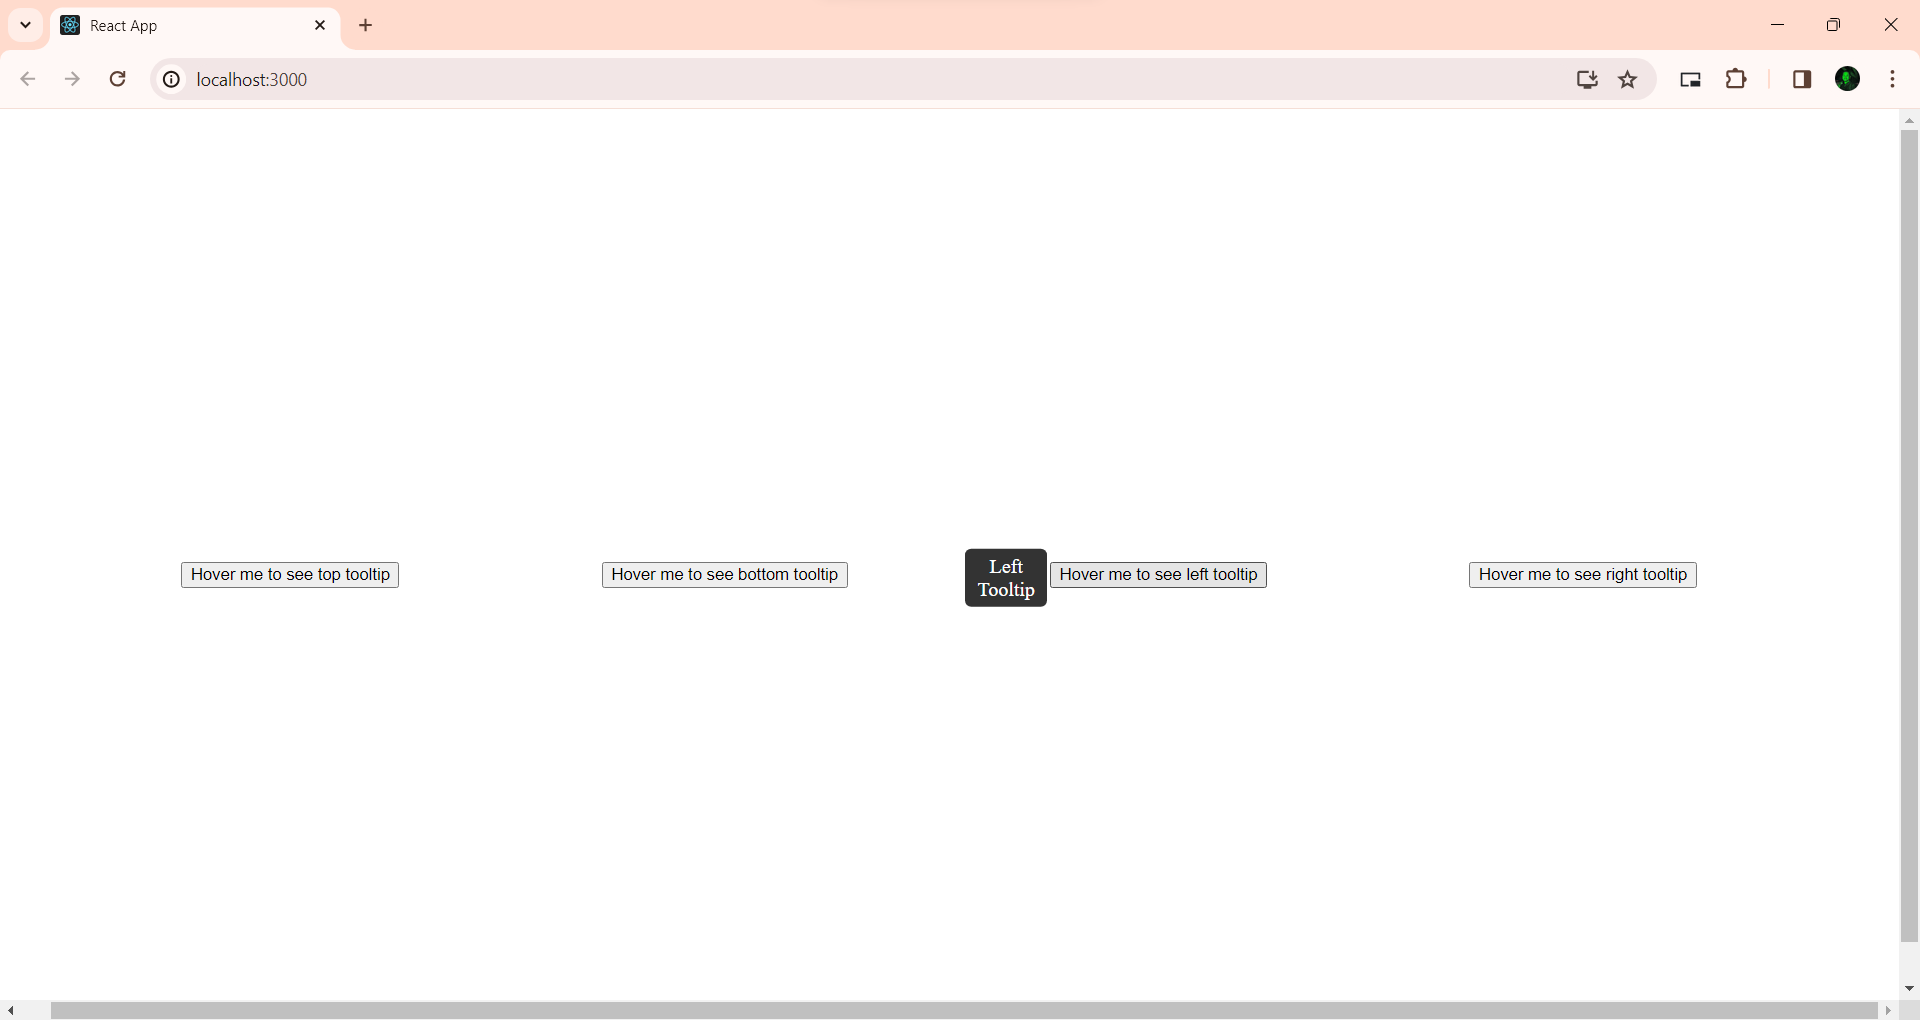 React App
localhost:3000
Hover me to see top tooltip
Hover me to see bottom tooltip
Left
Tooltip
Hover me to see left tooltip
Hover me to see right tooltip